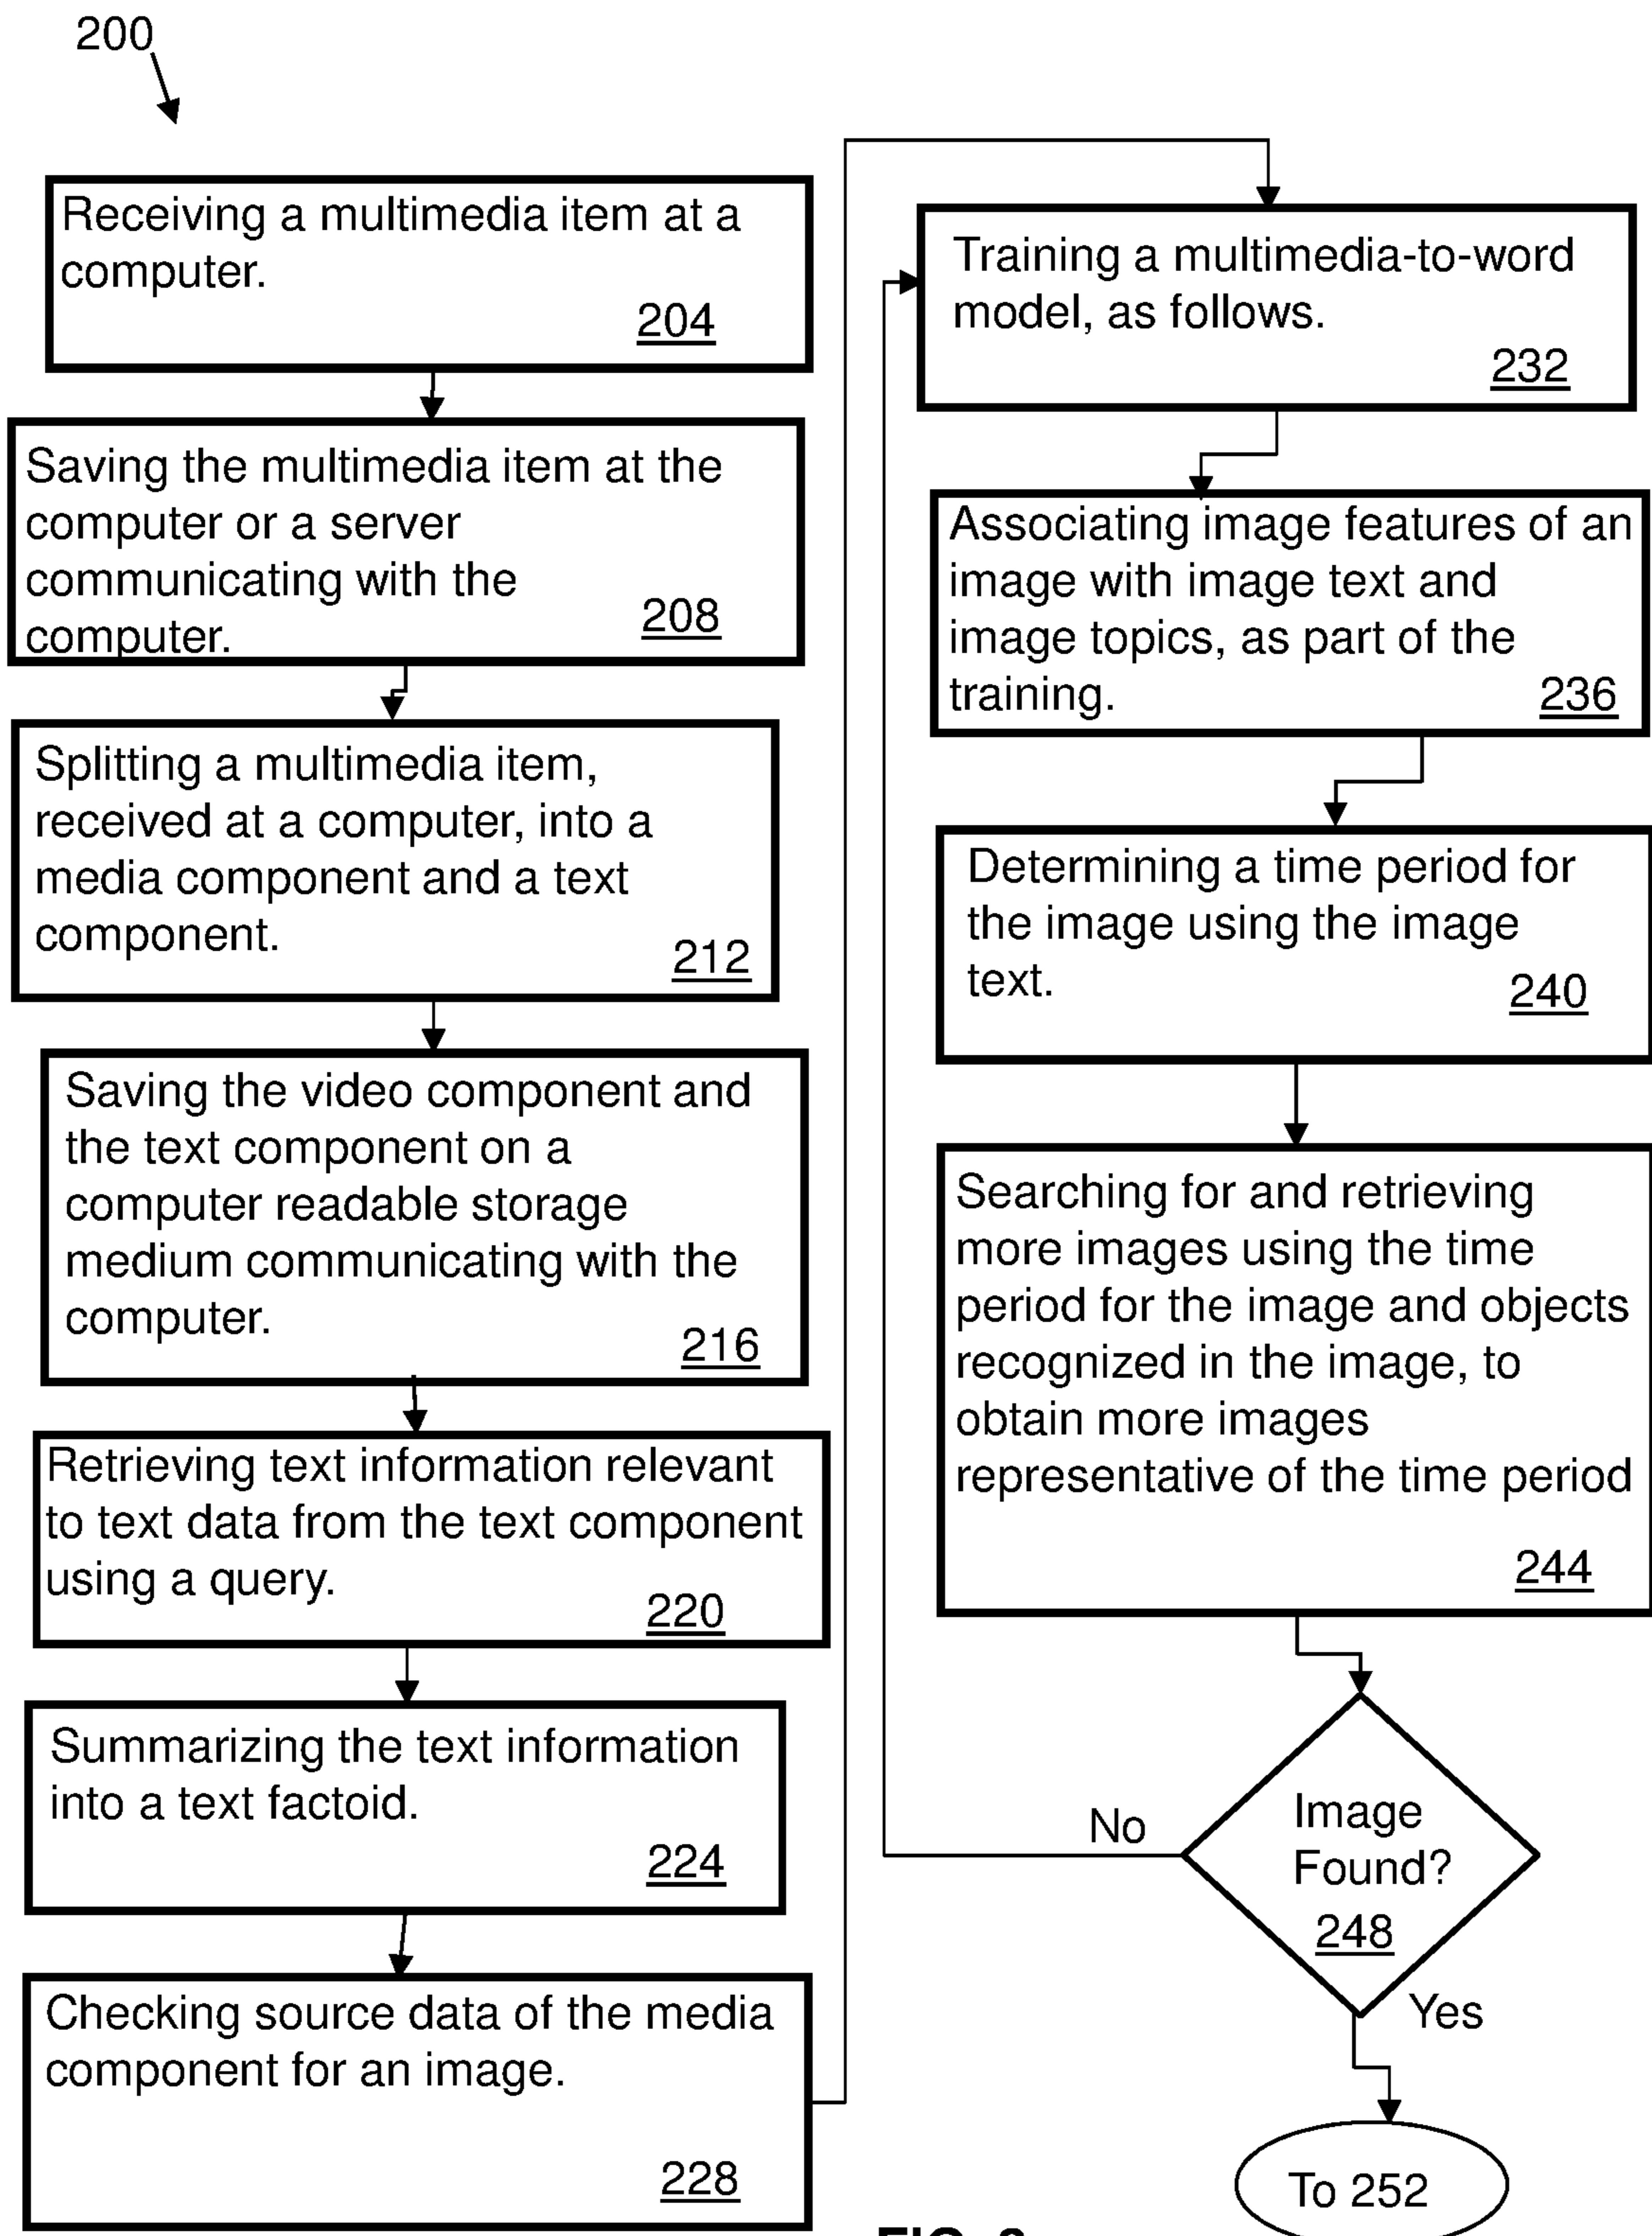 200
Receiving a multimedia item at a
computer.
204
Saving the multimedia item at the
computer or a server
communicating with the
computer.
208
Splitting a multimedia item,
received at a computer, into a
media component and a text
component.
212
Saving the video component and
the text component on a
computer readable storage
medium communicating with the
computer.
216
Retrieving text information relevant
to text data from the text component
using a query.
220
Summarizing the text information
into a text factoid.
224
Checking source data of the media
component for an image.
228
Training a multimedia-to-word
model, as follows.
232
Associating image features of an
image with image text and
image topics, as part of the
training.
236
Determining a time period for
the image using the image
text.
240
Searching for and retrieving
more images using the time
period for the image and objects
recognized in the image, to
obtain more images
representative of the time period
244
Image
Found?
248
No
Yes
To 252